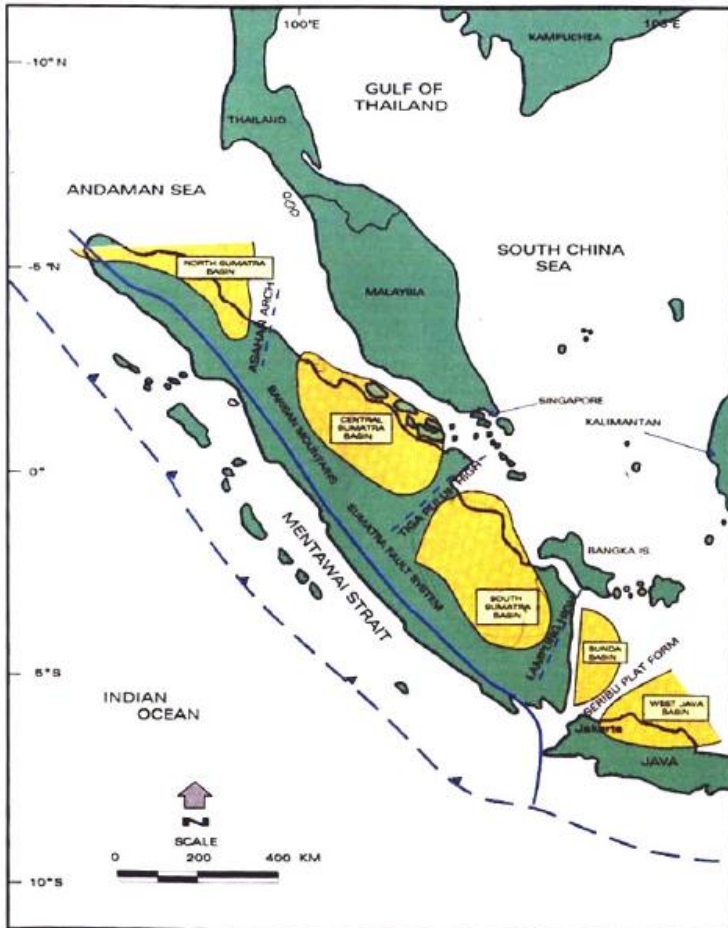 100°E
105°E
-10°N
KAMPUCHEA
GULF OF
THAILAND
THAILAND
ANDAMAN SEA
SOUTH CHINA
SEA
-5°N
NORTH SUMATRA
BASIN
MALAYSIA
ASAHAN ARCH
SINGAPORE
KALIMANTAN
CENTRAL
SUMATRA
BASIN
BARISAN MOUNTAINS
0°
TIGA PULUH HIGH
SUMATRA FAULT SYSTEM
MENTAWAI STRAIT
BANGKA IS.
SOUTH
SUMATRA
BASIN
LAMPUNG HIGH
SUNDA
BASIN
5°S
SERIBU PLAT FORM
INDIAN
OCEAN
WEST JAVA
BASIN
Jakarta
JAVA
N
SCALE
0 200 400 KM
10°S